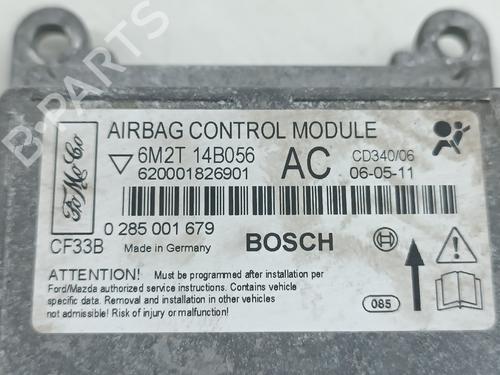 B-PARTS
AIRBAG CONTROL MODULE
6M2T 14B056 AC CD340/06
620001826901 06-05-11
FoMoCo
0 285 001 679
CF33B Made in Germany BOSCH
ATTENTION! Must be programmed after installation per
Ford/Mazda authorized service instructions. Contains vehicle
specific data. Removal and installation in other vehicles
not admissible! Risk of injury or malfunction!
085